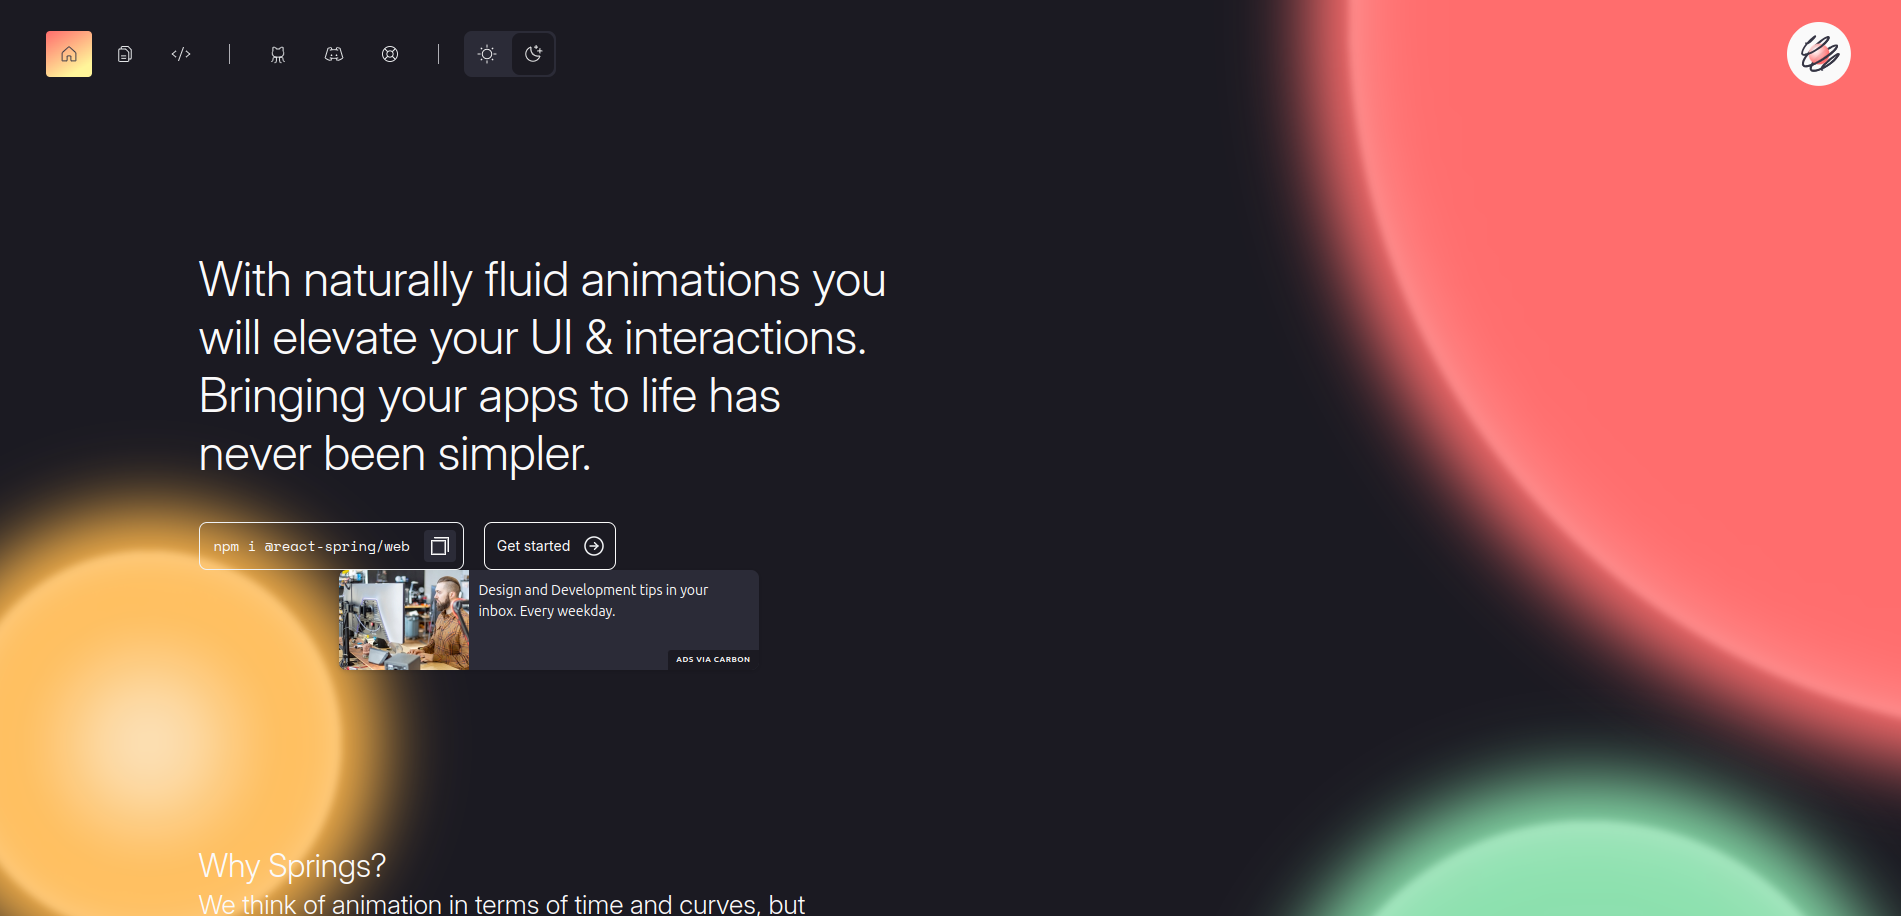 With naturally fluid animations you
will elevate your UI & interactions.
Bringing your apps to life has
never been simpler.
npm i @react-spring/web
Get started
Design and Development tips in your
inbox. Every weekday.
ADS VIA CARBON
Why Springs?
We think of animation in terms of time and curves, but